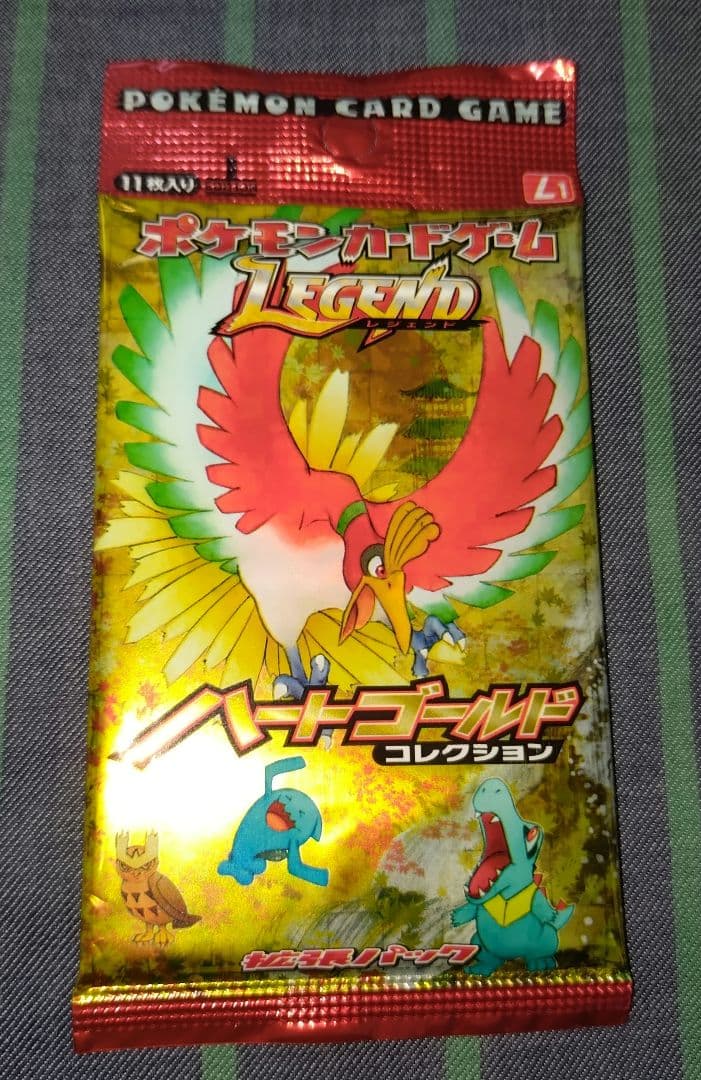 POKÉMON CARD GAME
11枚入り
L1
ポケモンカードゲーム
LEGEND
レジェンド
ハートゴールド
コレクション
拡張パック